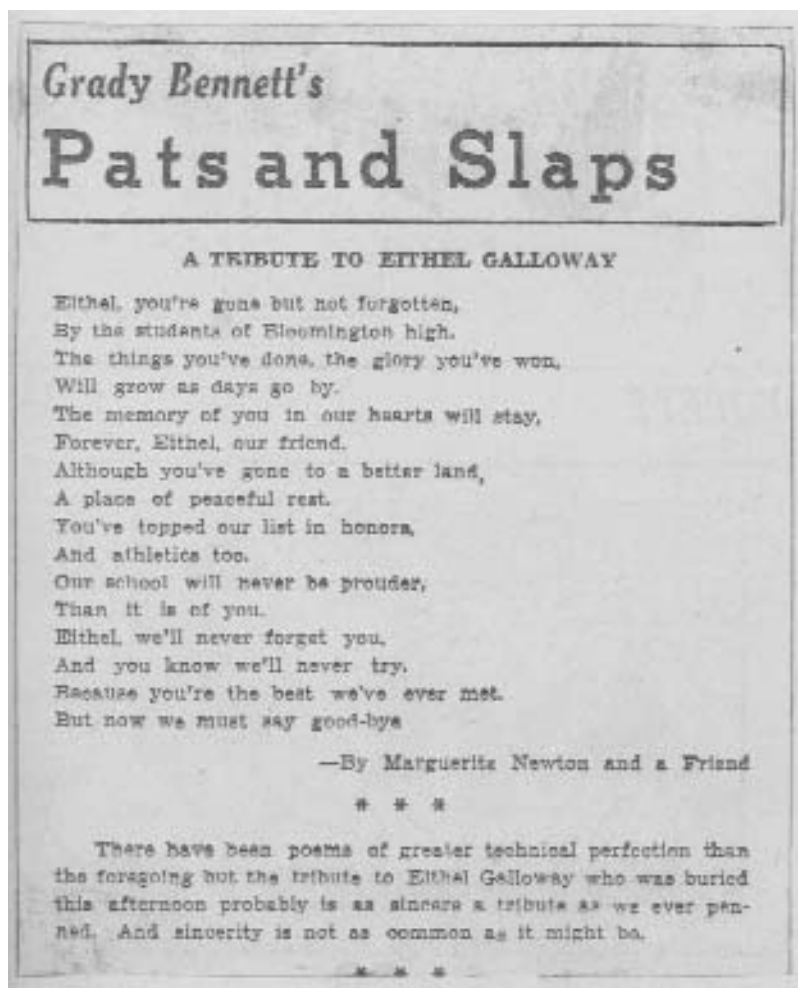 Grady Bennett's
Pats and Slaps
A TRIBUTE TO EITHEL GALLOWAY
Eithel, you're gone but not forgotten,
By the students of Bloomington high.
The things you've done, the glory you've won,
Will grow as days go by.
The memory of you in our hearts will stay,
Forever, Eithel, our friend.
Although you've gone to a better land,
A place of peaceful rest.
You've topped our list in honors,
And athletics too.
Our school will never be prouder,
Than it is of you.
Eithel, we'll never forget you,
And you know we'll never try.
Because you're the best we've ever met.
But now we must say good-bye
—By Marguerite Newton and a Friend
* * *
There have been poems of greater technical perfection than
the foregoing but the tribute to Eithel Galloway who was buried
this afternoon probably is as sincere a tribute as we ever pen-
ned. And sincerity is not as common as it might be.
* * *